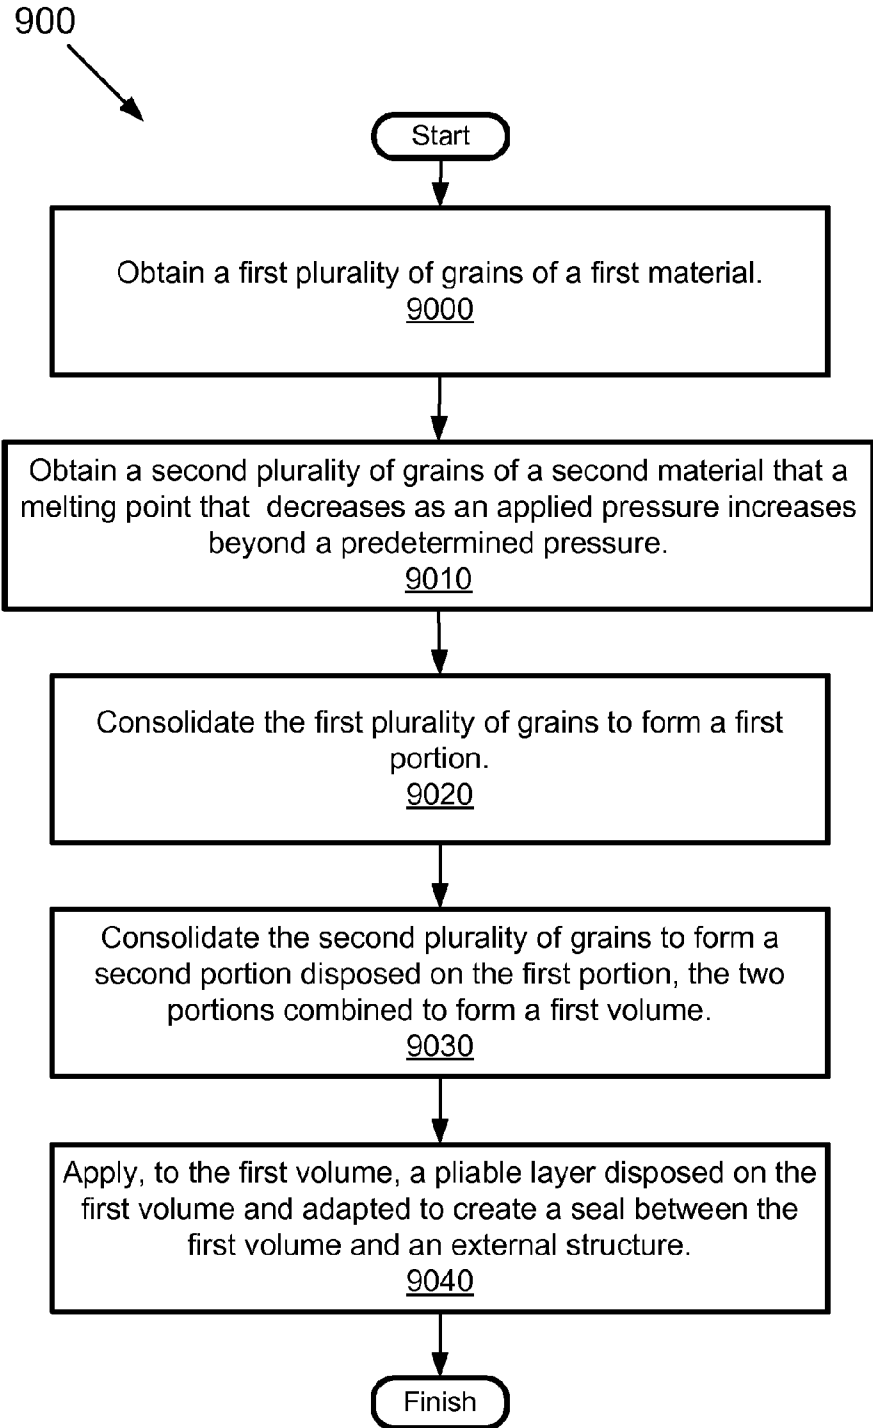 900
Start
Obtain a first plurality of grains of a first material.
9000
Obtain a second plurality of grains of a second material that a
melting point that decreases as an applied pressure increases
beyond a predetermined pressure.
9010
Consolidate the first plurality of grains to form a first
portion.
9020
Consolidate the second plurality of grains to form a
second portion disposed on the first portion, the two
portions combined to form a first volume.
9030
Apply, to the first volume, a pliable layer disposed on the
first volume and adapted to create a seal between the
first volume and an external structure.
9040
Finish